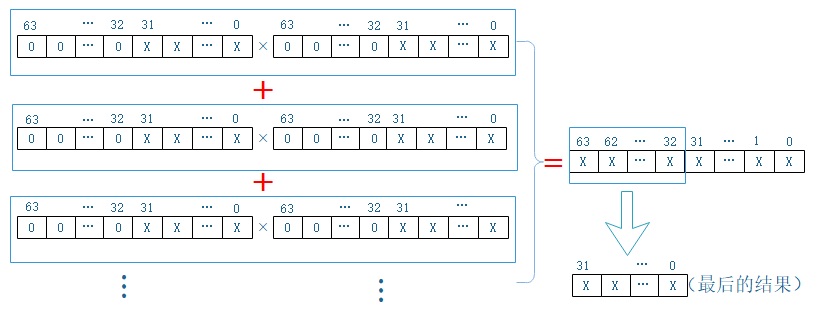 63 ... 32 31 ... 0 63 ... 32 31 ... 0
0 0 ... 0 X X ... X × 0 0 ... 0 X X ... X
+
63 ... 32 31 ... 0 63 ... 32 31 ... 0
0 0 ... 0 X X ... X × 0 0 ... 0 X X ... X
=
63 62 ... 32 31 ... 1 0
X X ... X X ... X X
+
63 ... 32 31 ... 0 63 ... 32 31 ...
0 0 ... 0 X X ... X × 0 0 ... 0 X X ... X
⋮ ⋮
31 ... 0
X X ... X (最后的结果)